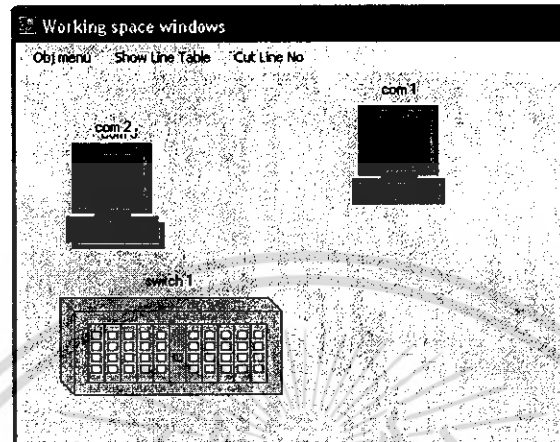 Working space windows
Obj menu Show Line Table Cut Line No
com 1
com 2
switch 1